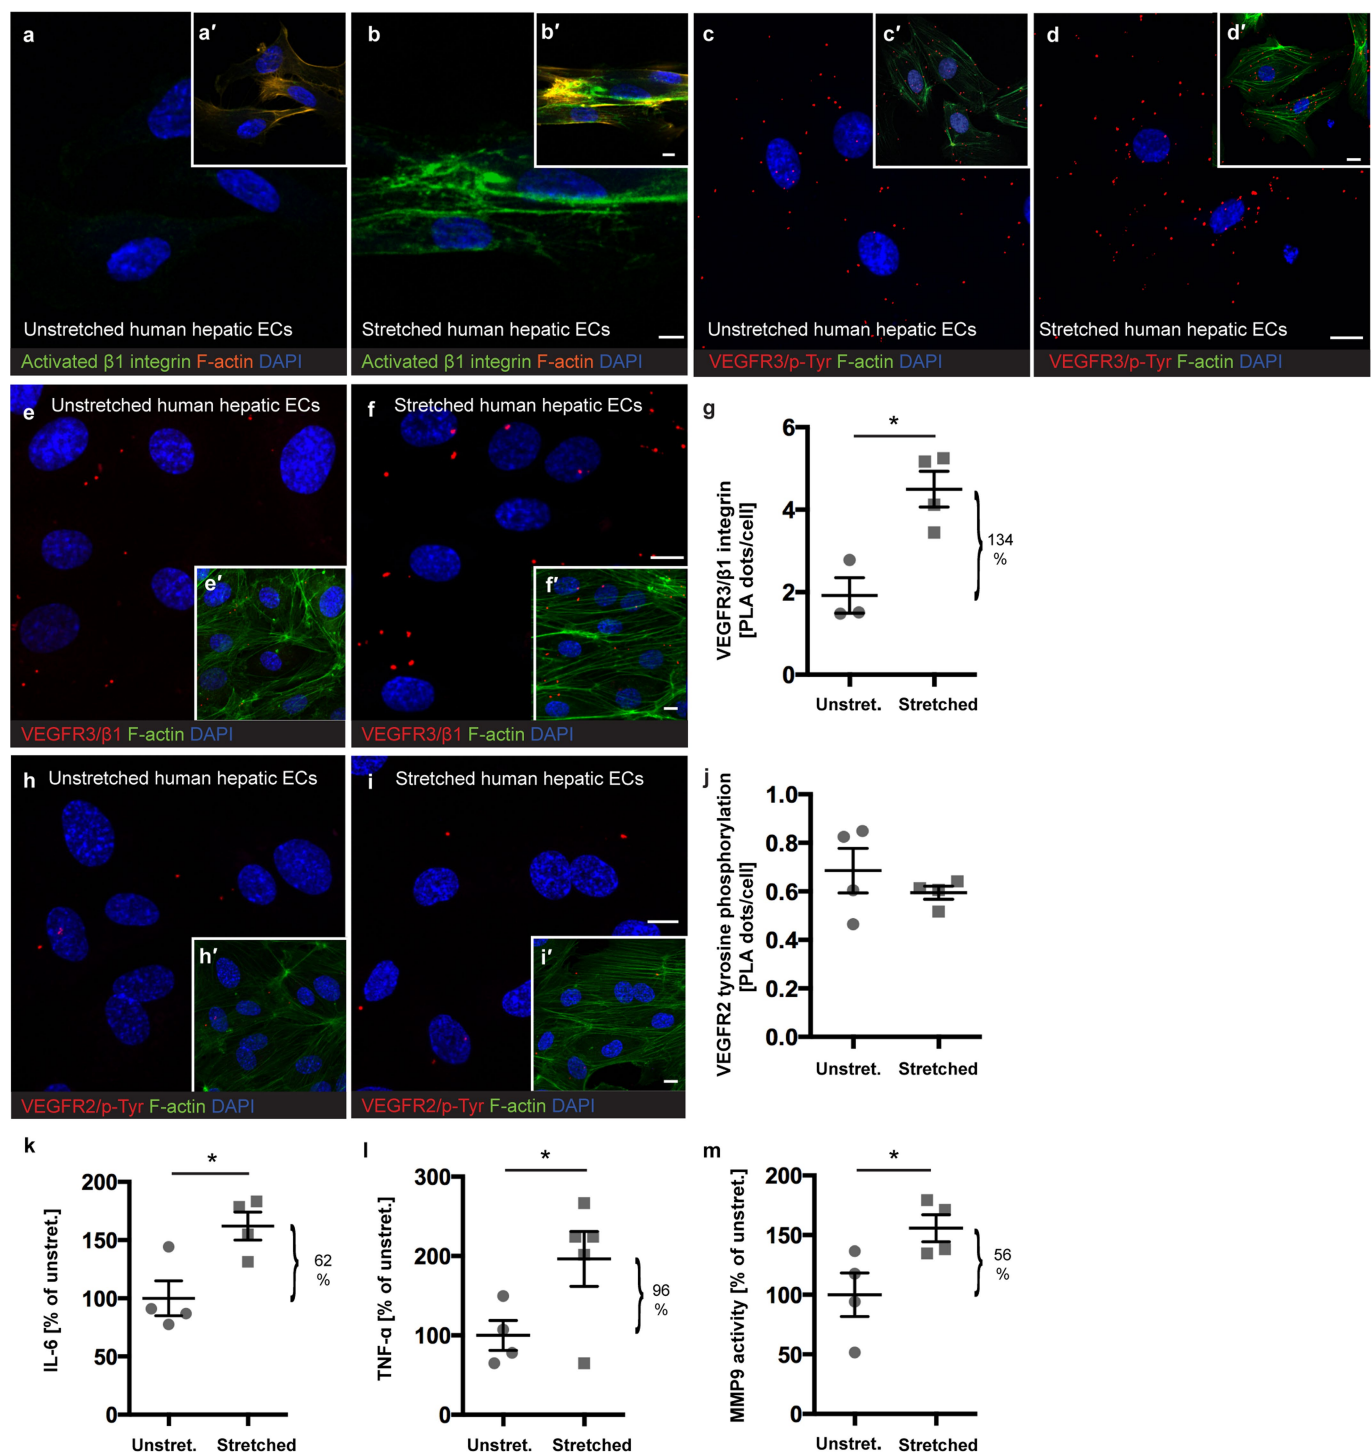 a
a′
b
b′
c
c′
d
d′
Unstretched human hepatic ECs
Stretched human hepatic ECs
Unstretched human hepatic ECs
Stretched human hepatic ECs
Activated β1 integrin F-actin DAPI
Activated β1 integrin F-actin DAPI
VEGFR3/p-Tyr F-actin DAPI
VEGFR3/p-Tyr F-actin DAPI
e
Unstretched human hepatic ECs
e′
VEGFR3/β1 F-actin DAPI
f
Stretched human hepatic ECs
f′
VEGFR3/β1 F-actin DAPI
g
VEGFR3/β1 integrin
[PLA dots/cell]
6
4
2
0
*
134
%
Unstret.
Stretched
h
Unstretched human hepatic ECs
h′
VEGFR2/p-Tyr F-actin DAPI
i
Stretched human hepatic ECs
i′
VEGFR2/p-Tyr F-actin DAPI
j
VEGFR2 tyrosine phosphorylation
[PLA dots/cell]
1.0
0.8
0.6
0.4
0.2
0.0
Unstret.
Stretched
k
IL-6 [% of unstret.]
200
150
100
50
0
*
62
%
Unstret.
Stretched
l
TNF-α [% of unstret.]
300
200
100
0
*
96
%
Unstret.
Stretched
m
MMP9 activity [% of unstret.]
200
150
100
50
0
*
56
%
Unstret.
Stretched